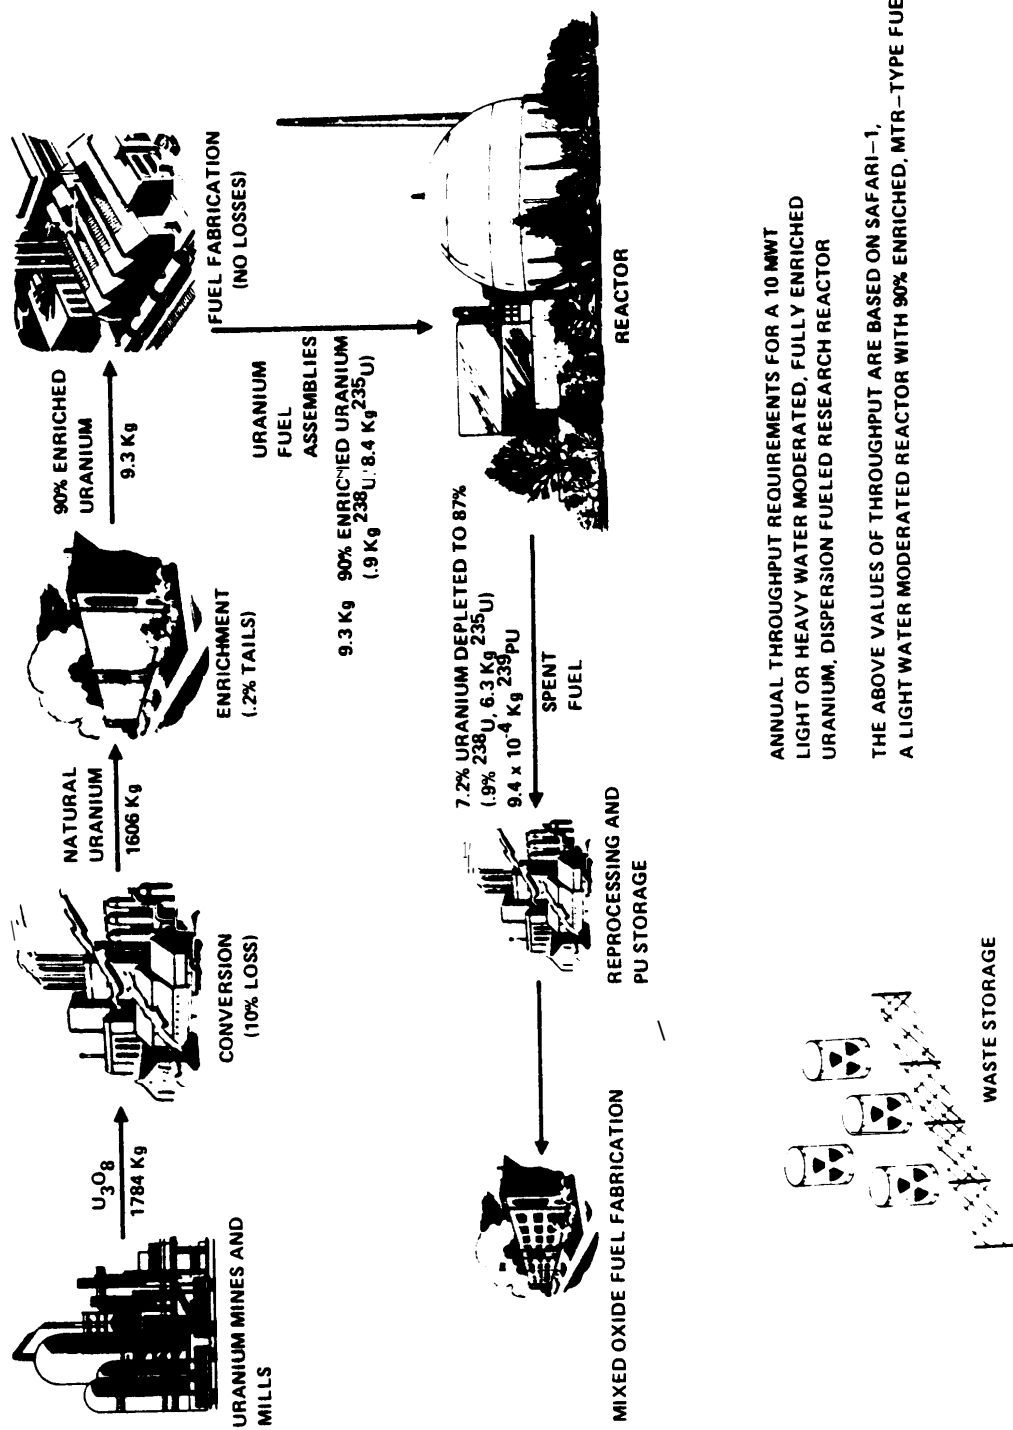 URANIUM MINES AND
MILLS
U3O8
1784 Kg
CONVERSION
(10% LOSS)
NATURAL
URANIUM
1606 Kg
ENRICHMENT
(.2% TAILS)
90% ENRICHED
URANIUM
9.3 Kg
FUEL FABRICATION
(NO LOSSES)
URANIUM
FUEL
ASSEMBLIES
9.3 Kg 90% ENRICHED URANIUM
(.9 Kg 238U, 8.4 Kg 235U)
REACTOR
7.2% URANIUM DEPLETED TO 87%
(.9% 238U, 6.3 Kg 235U)
9.4 x 10-4 Kg 239PU
SPENT
FUEL
REPROCESSING AND
PU STORAGE
MIXED OXIDE FUEL FABRICATION
WASTE STORAGE
ANNUAL THROUGHPUT REQUIREMENTS FOR A 10 MWT
LIGHT OR HEAVY WATER MODERATED, FULLY ENRICHED
URANIUM, DISPERSION FUELED RESEARCH REACTOR
THE ABOVE VALUES OF THROUGHPUT ARE BASED ON SAFARI-1,
A LIGHT WATER MODERATED REACTOR WITH 90% ENRICHED, MTR-TYPE FUE